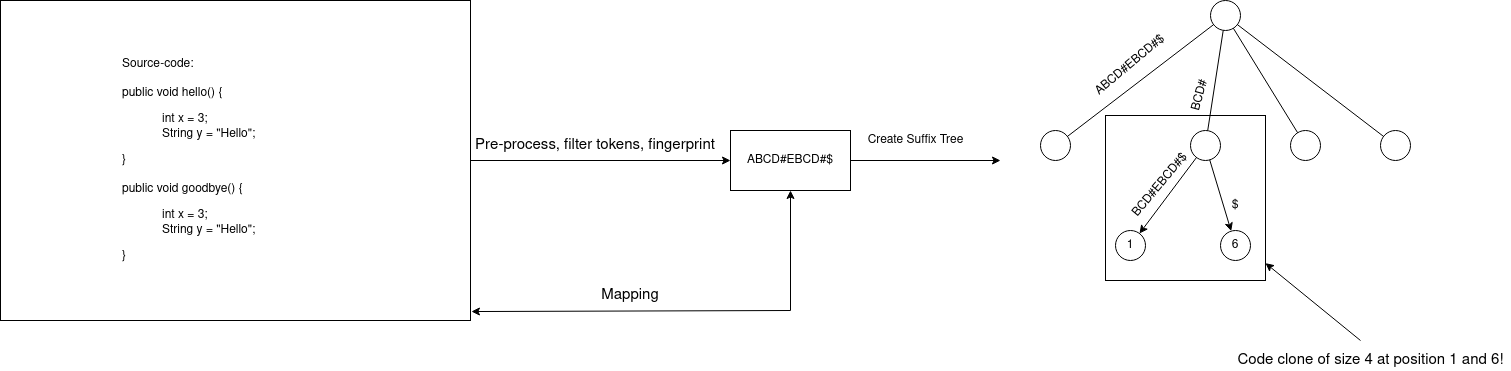 Source-code:
public void hello() {
int x = 3;
String y = "Hello";
}
public void goodbye() {
int x = 3;
String y = "Hello";
}
Pre-process, filter tokens, fingerprint
ABCD#EBCD#$
Create Suffix Tree
Mapping
ABCD#EBCD#$
BCD#
BCD#EBCD#$
$
1
6
Code clone of size 4 at position 1 and 6!